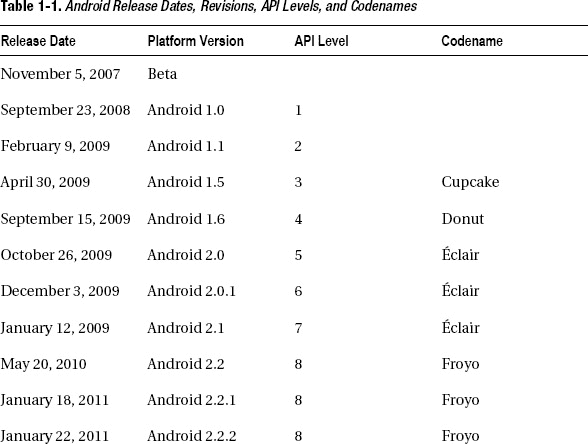 Table 1-1. Android Release Dates, Revisions, API Levels, and Codenames
Release Date Platform Version API Level Codename
November 5, 2007 Beta
September 23, 2008 Android 1.0 1
February 9, 2009 Android 1.1 2
April 30, 2009 Android 1.5 3 Cupcake
September 15, 2009 Android 1.6 4 Donut
October 26, 2009 Android 2.0 5 Éclair
December 3, 2009 Android 2.0.1 6 Éclair
January 12, 2009 Android 2.1 7 Éclair
May 20, 2010 Android 2.2 8 Froyo
January 18, 2011 Android 2.2.1 8 Froyo
January 22, 2011 Android 2.2.2 8 Froyo